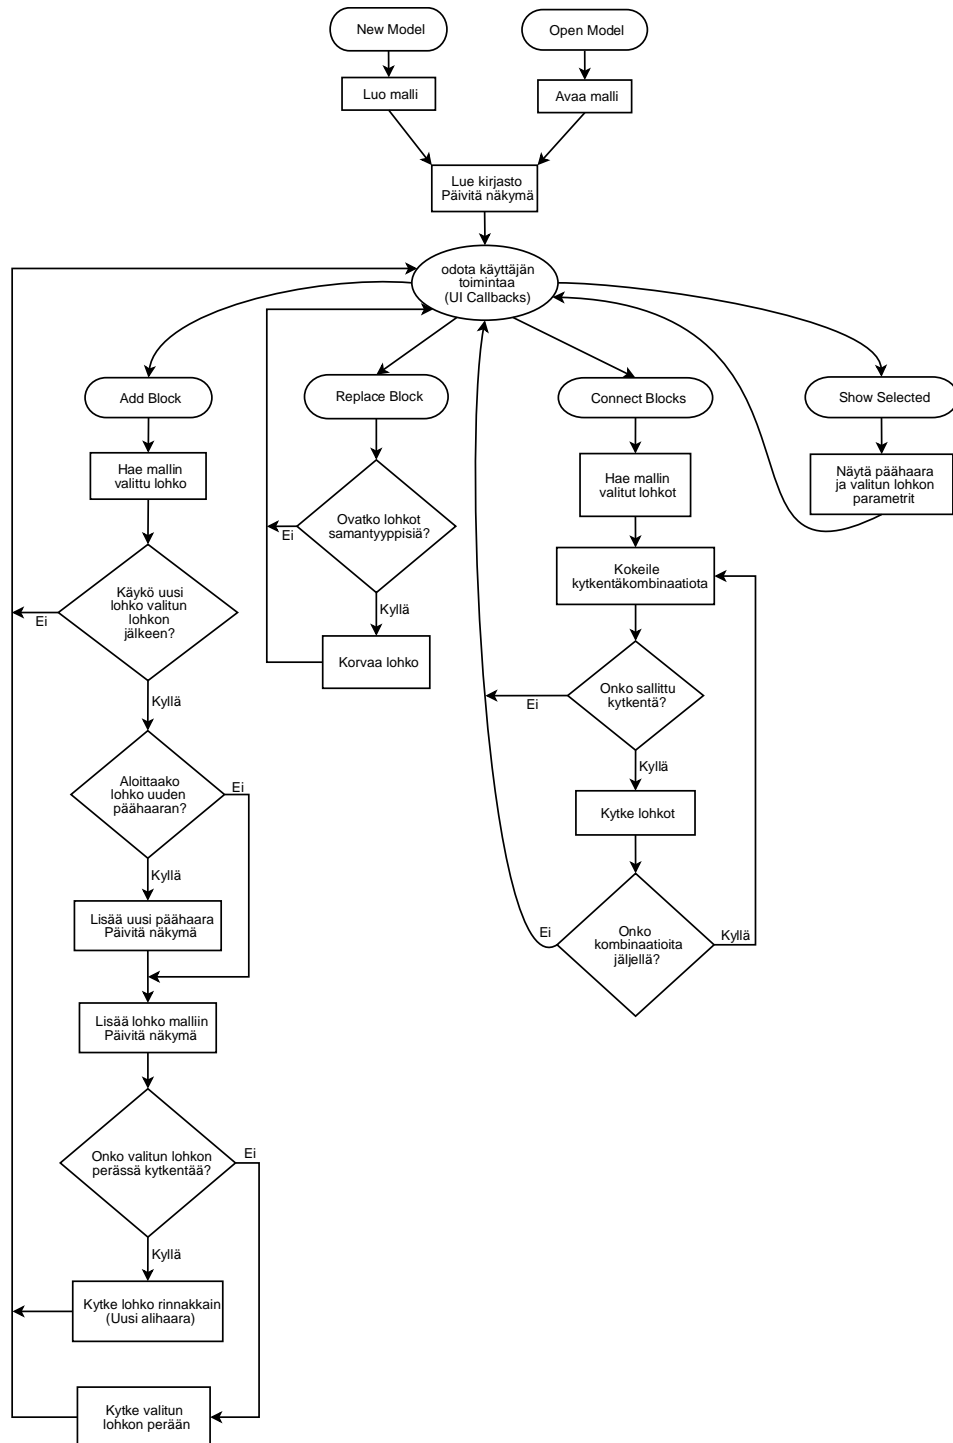 New Model
Open Model
Luo malli
Avaa malli
Lue kirjasto
Päivitä näkymä
odota käyttäjän
toimintaa
(UI Callbacks)
Add Block
Replace Block
Connect Blocks
Show Selected
Hae mallin
valittu lohko
Hae mallin
valitut lohkot
Näytä päähaara
ja valitun lohkon
parametrit
Ovatko lohkot
samantyyppisiä?
Ei
Kyllä
Korvaa lohko
Kokeile
kytkentäkombinaatiota
Käykö uusi
lohko valitun
lohkon
jälkeen?
Ei
Kyllä
Onko sallittu
kytkentä?
Ei
Kyllä
Kytke lohkot
Aloittaako
lohko uuden
päähaaran?
Ei
Kyllä
Lisää uusi päähaara
Päivitä näkymä
Onko
kombinaatioita
jäljellä?
Ei
Kyllä
Lisää lohko malliin
Päivitä näkymä
Onko valitun lohkon
perässä kytkentää?
Ei
Kyllä
Kytke lohko rinnakkain
(Uusi alihaara)
Kytke valitun
lohkon perään